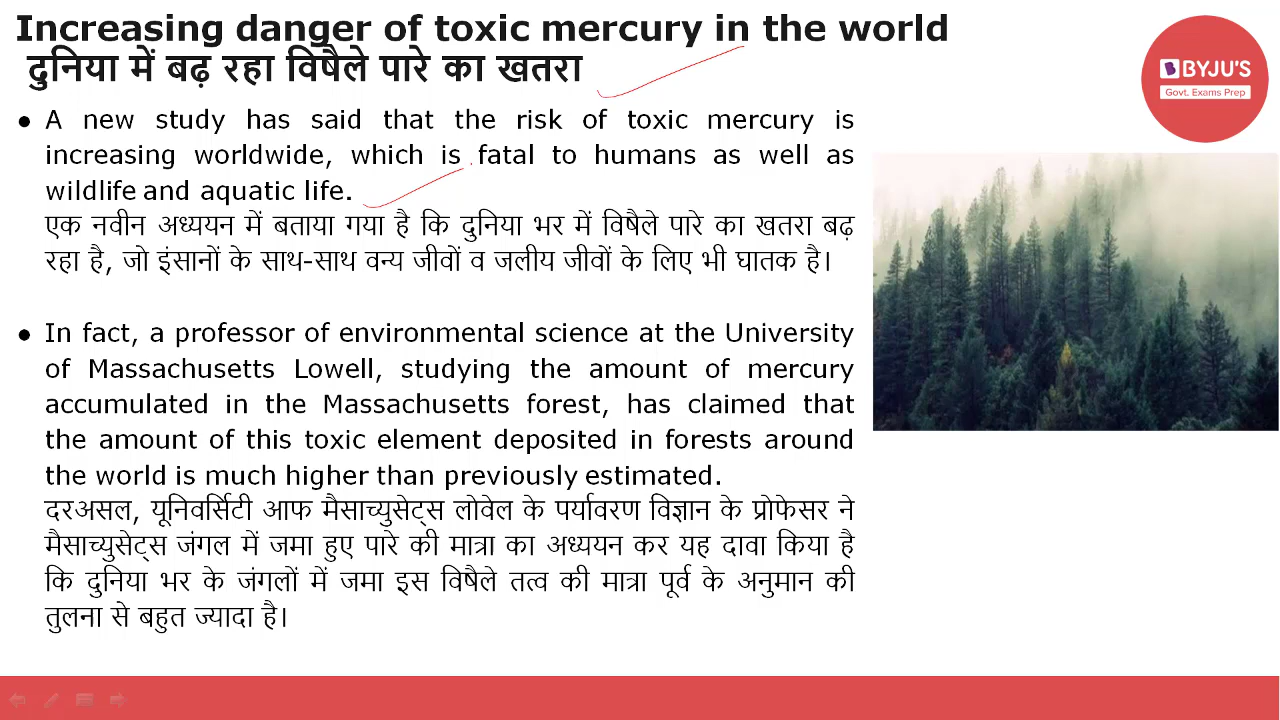 Increasing danger of toxic mercury in the world
दुनिया में बढ़ रहा विषैले पारे का खतरा
BYJU'S
Govt. Exams Prep
● A new study has said that the risk of toxic mercury is
increasing worldwide, which is fatal to humans as well as
wildlife and aquatic life.
एक नवीन अध्ययन में बताया गया है कि दुनिया भर में विषैले पारे का खतरा बढ़
रहा है, जो इंसानों के साथ-साथ वन्य जीवों व जलीय जीवों के लिए भी घातक है।
● In fact, a professor of environmental science at the University
of Massachusetts Lowell, studying the amount of mercury
accumulated in the Massachusetts forest, has claimed that
the amount of this toxic element deposited in forests around
the world is much higher than previously estimated.
दरअसल, यूनिवर्सिटी आफ मैसाच्युसेट्स लोवेल के पर्यावरण विज्ञान के प्रोफेसर ने
मैसाच्युसेट्स जंगल में जमा हुए पारे की मात्रा का अध्ययन कर यह दावा किया है
कि दुनिया भर के जंगलों में जमा इस विषैले तत्व की मात्रा पूर्व के अनुमान की
तुलना से बहुत ज्यादा है।